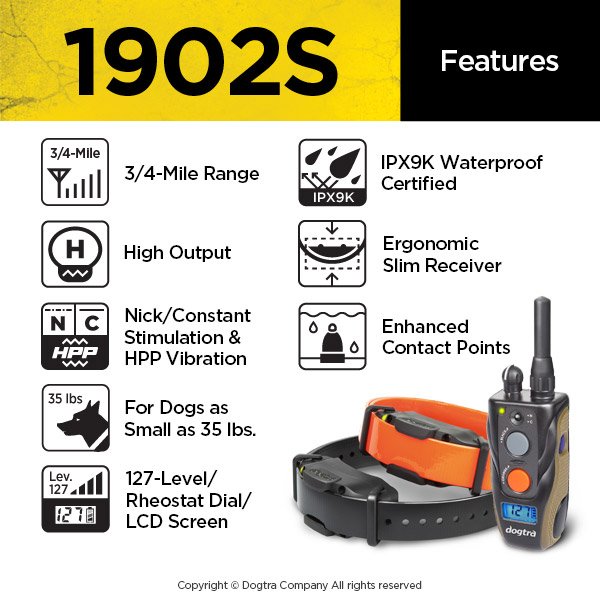 1902S
Features
3/4-Mile
3/4-Mile Range
H
High Output
N C
HPP
Nick/Constant
Stimulation &
HPP Vibration
35 lbs
For Dogs as
Small as 35 lbs.
Lev.
127
127
127-Level/
Rheostat Dial/
LCD Screen
IPX9K
IPX9K Waterproof
Certified
Ergonomic
Slim Receiver
Enhanced
Contact Points
127
dogtra
Copyright © Dogtra Company All rights reserved